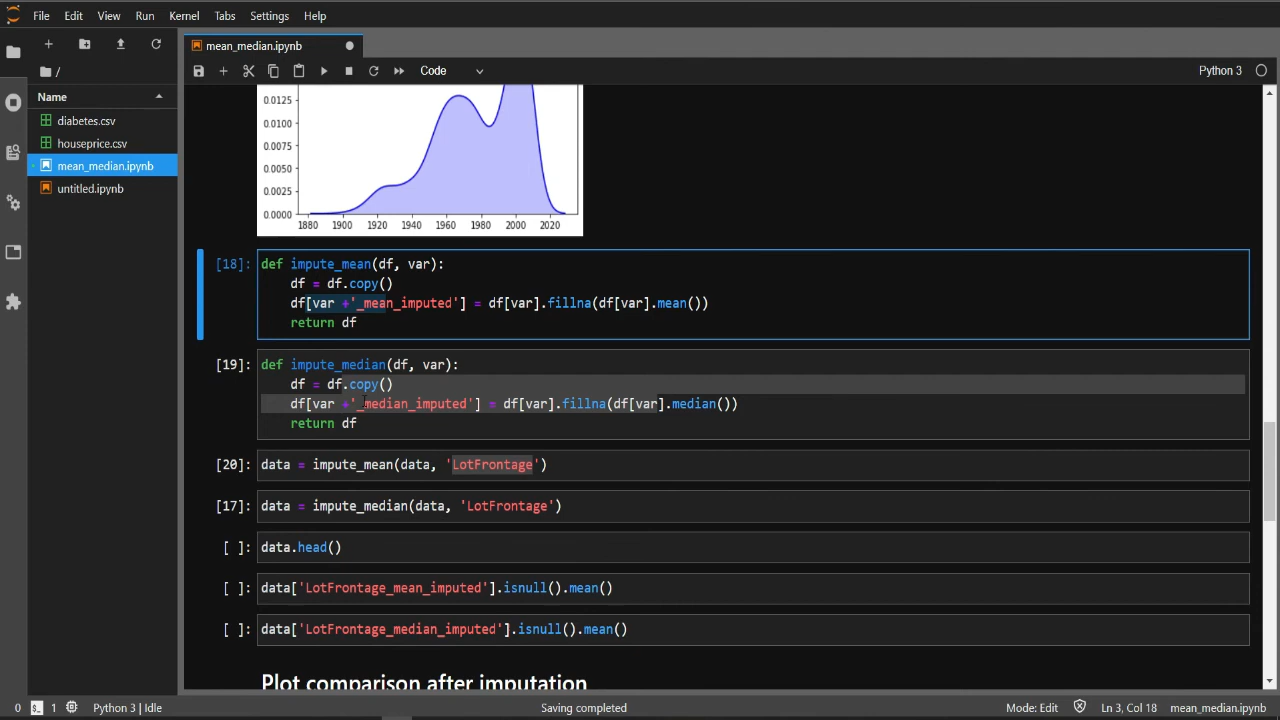 File Edit View Run Kernel Tabs Settings Help
mean_median.ipynb
/
Code
Python 3
Name
diabetes.csv
houseprice.csv
mean_median.ipynb
untitled.ipynb
0.0125
0.0100
0.0075
0.0050
0.0025
0.0000
1880 1900 1920 1940 1960 1980 2000 2020
[18]: def impute_mean(df, var):
df = df.copy()
df[var +'_mean_imputed'] = df[var].fillna(df[var].mean())
return df
[19]: def impute_median(df, var):
df = df.copy()
df[var +'_median_imputed'] = df[var].fillna(df[var].median())
return df
[20]: data = impute_mean(data, 'LotFrontage')
[17]: data = impute_median(data, 'LotFrontage')
[ ]: data.head()
[ ]: data['LotFrontage_mean_imputed'].isnull().mean()
[ ]: data['LotFrontage_median_imputed'].isnull().mean()
Plot comparison after imputation
0 $_ 1 Python 3 | Idle Saving completed Mode: Edit Ln 3, Col 18 mean_median.ipynb